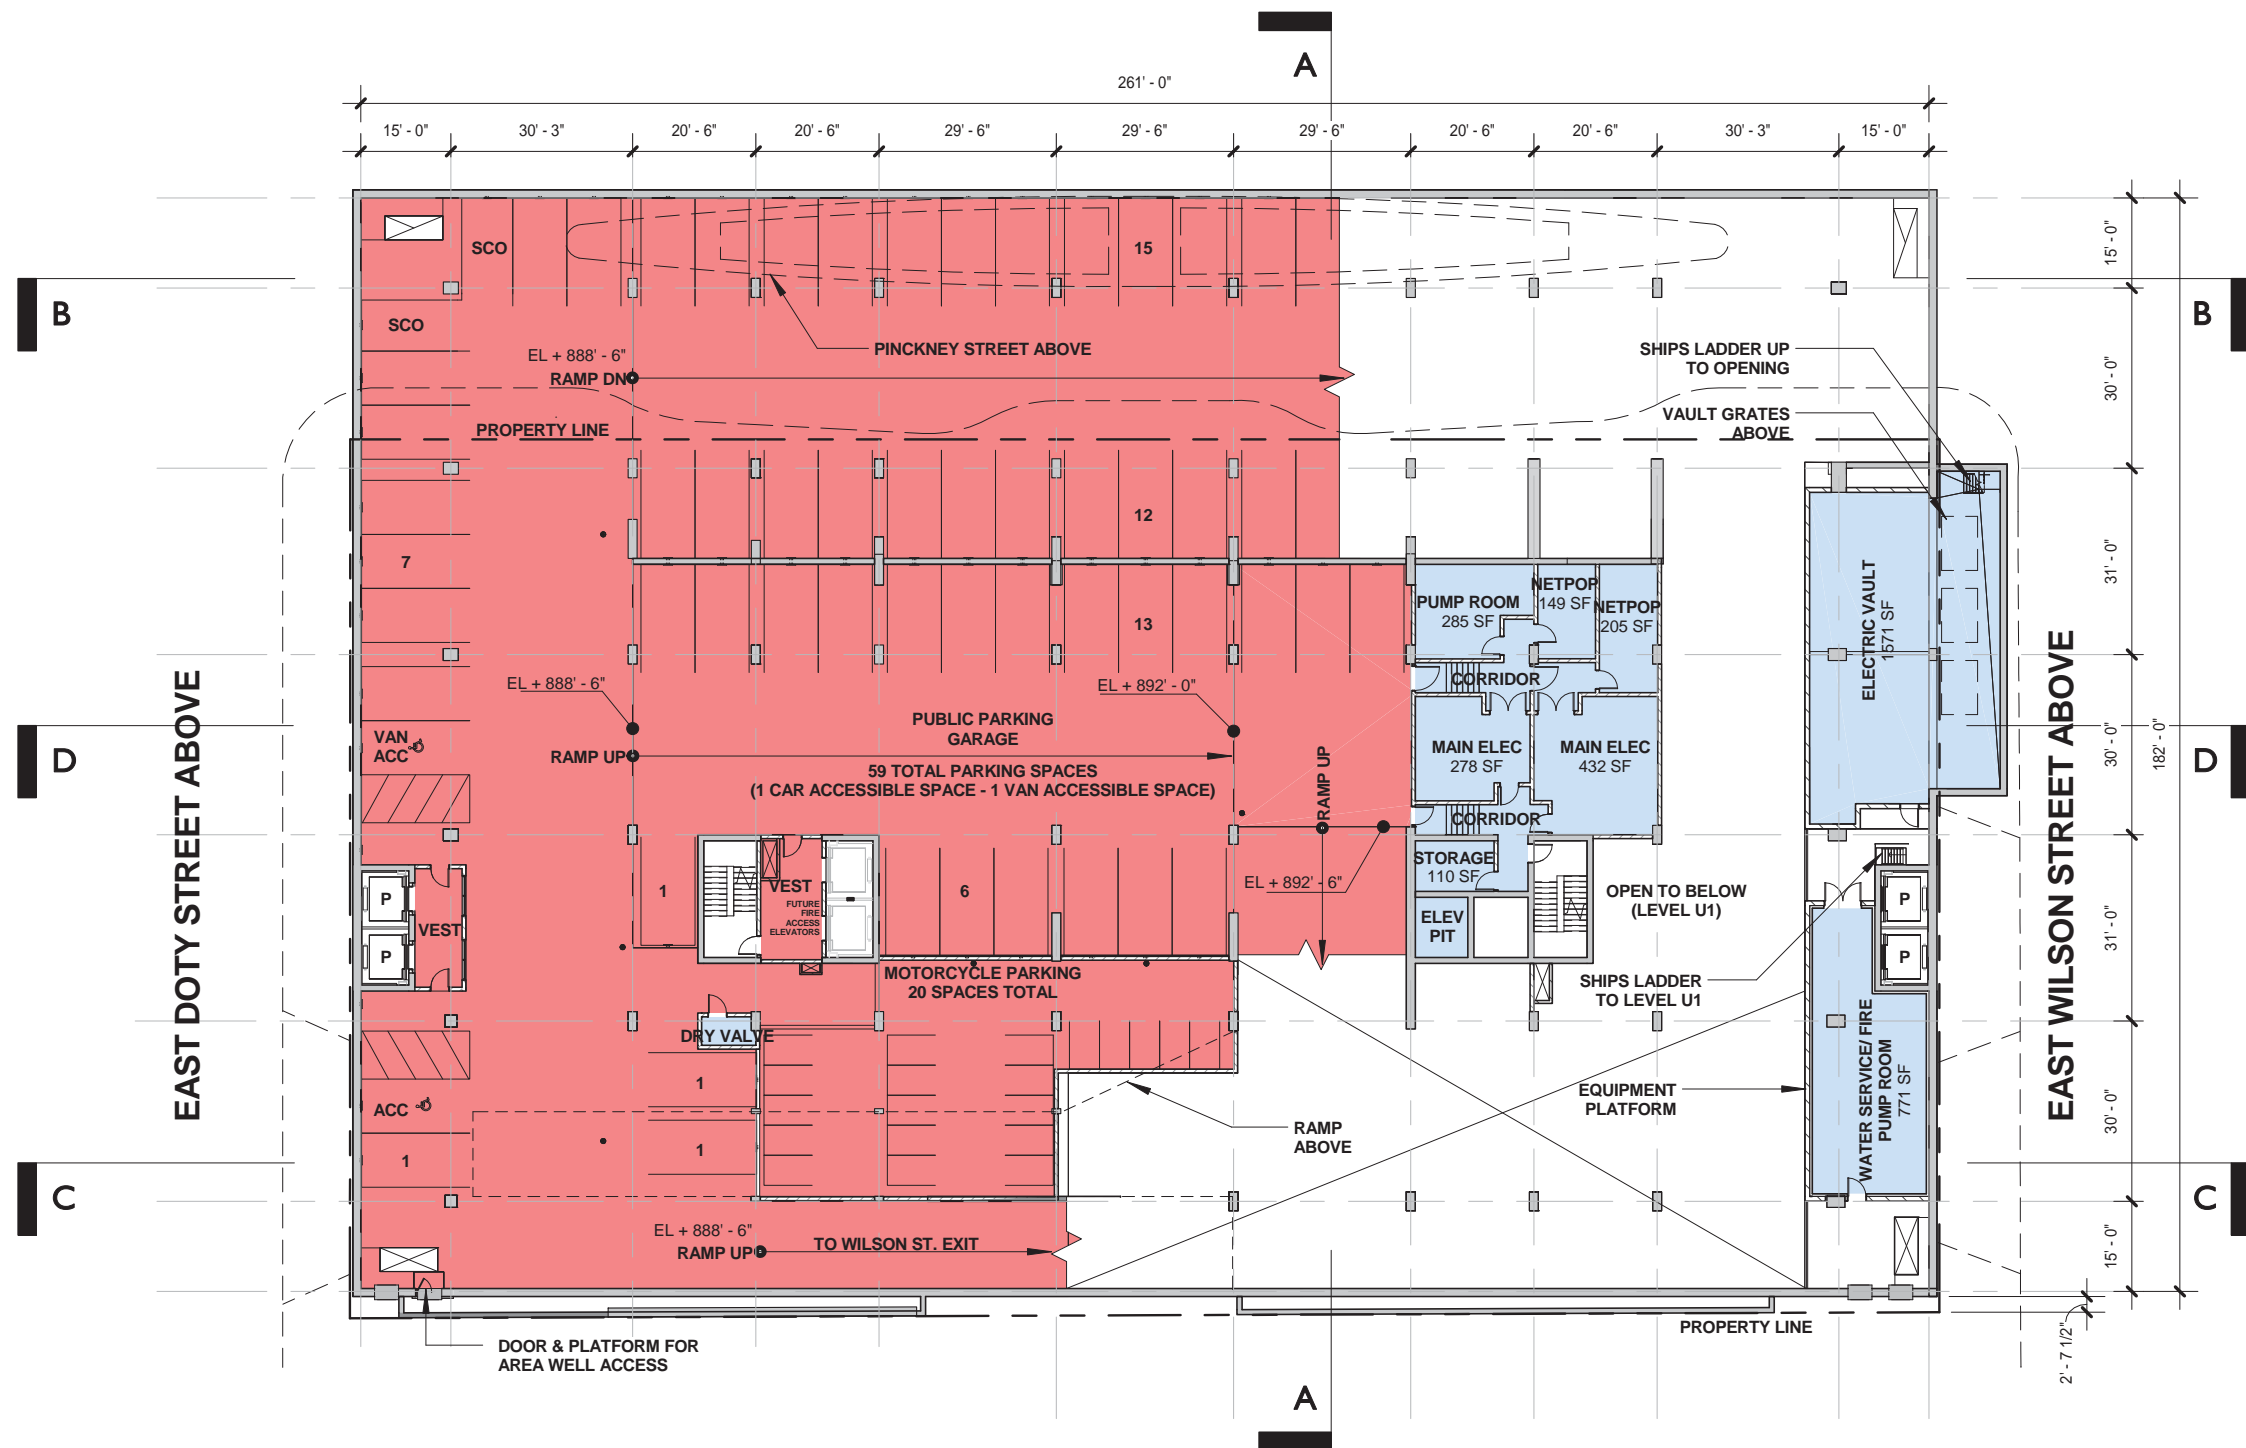 A
261' - 0"
15' - 0"
30' - 3"
20' - 6"
20' - 6"
29' - 6"
29' - 6"
29' - 6"
20' - 6"
20' - 6"
30' - 3"
15' - 0"
SCO
15
15' - 0"
B
SCO
B
EL + 888' - 6"
RAMP DN
PINCKNEY STREET ABOVE
SHIPS LADDER UP
TO OPENING
30' - 0"
PROPERTY LINE
VAULT GRATES
ABOVE
12
7
31' - 0"
13
PUMP ROOM
285 SF
NETPOP
149 SF
NETPOP
205 SF
ELECTRIC VAULT
1571 SF
EL + 888' - 6"
EL + 892' - 0"
CORRIDOR
VAN
ACC
PUBLIC PARKING
GARAGE
RAMP UP
59 TOTAL PARKING SPACES
(1 CAR ACCESSIBLE SPACE - 1 VAN ACCESSIBLE SPACE)
RAMP UP
MAIN ELEC
278 SF
MAIN ELEC
432 SF
30' - 0"
182' - 0"
D
D
EAST DOTY STREET ABOVE
EAST WILSON STREET ABOVE
CORRIDOR
STORAGE
110 SF
1
VEST
FUTURE
FIRE
ACCESS
ELEVATORS
6
EL + 892' - 6"
OPEN TO BELOW
(LEVEL U1)
P
P
VEST
ELEV
PIT
P
P
31' - 0"
MOTORCYCLE PARKING
20 SPACES TOTAL
SHIPS LADDER
TO LEVEL U1
DRY VALVE
1
ACC
1
1
RAMP
ABOVE
EQUIPMENT
PLATFORM
WATER SERVICE/ FIRE
PUMP ROOM
771 SF
30' - 0"
C
C
EL + 888' - 6"
RAMP UP
TO WILSON ST. EXIT
15' - 0"
PROPERTY LINE
2' - 7 1/2"
DOOR & PLATFORM FOR
AREA WELL ACCESS
A